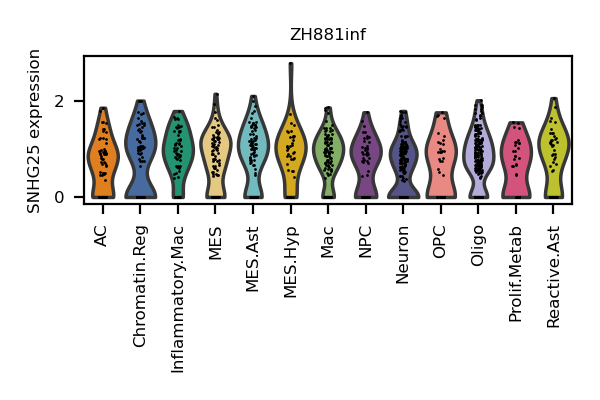 ZH881inf
SNHG25 expression
2
0
AC
Chromatin.Reg
Inflammatory.Mac
MES
MES.Ast
MES.Hyp
Mac
NPC
Neuron
OPC
Oligo
Prolif.Metab
Reactive.Ast